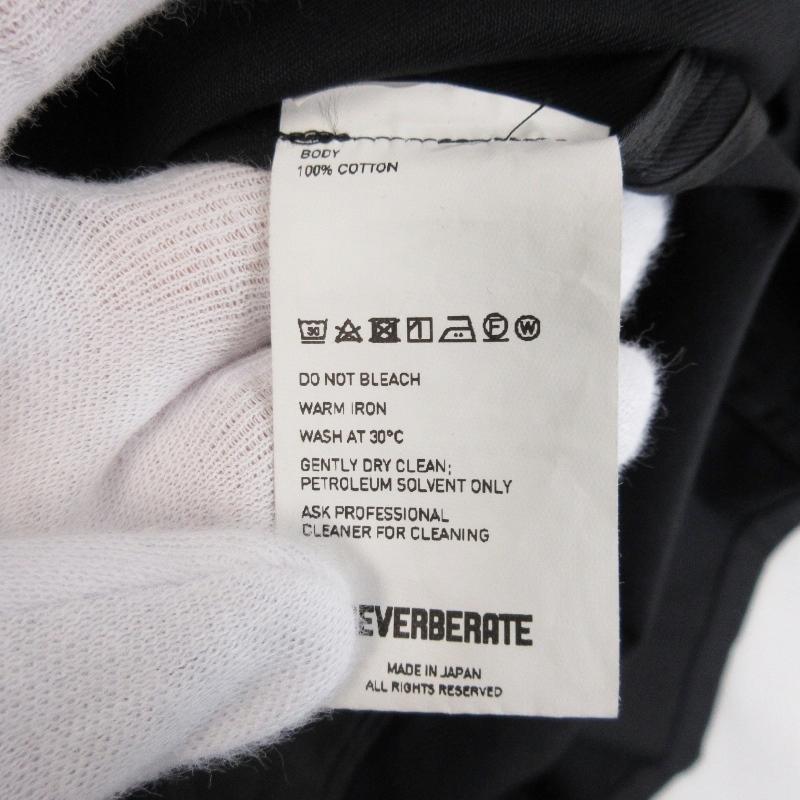 BODY
100% COTTON
30 F W
DO NOT BLEACH
WARM IRON
WASH AT 30°C
GENTLY DRY CLEAN;
PETROLEUM SOLVENT ONLY
ASK PROFESSIONAL
CLEANER FOR CLEANING
EVERBERATE
MADE IN JAPAN
ALL RIGHTS RESERVED